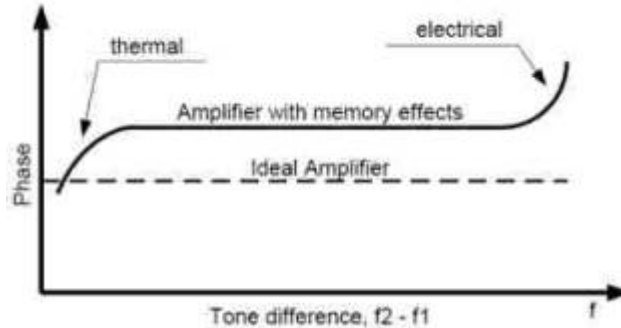 thermal
electrical
Amplifier with memory effects
Ideal Amplifier
Phase
Tone difference, f2 - f1
f